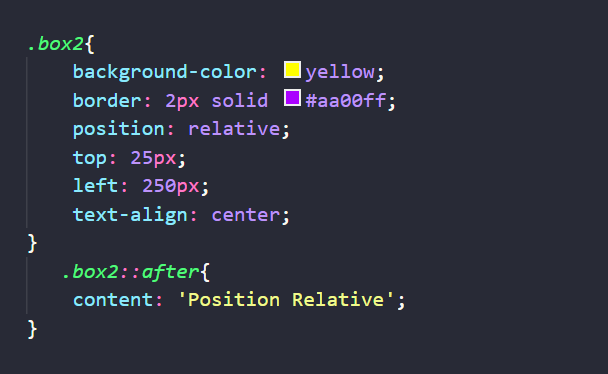 .box2{
    background-color: yellow;
    border: 2px solid #aa00ff;
    position: relative;
    top: 25px;
    left: 250px;
    text-align: center;
}
   .box2::after{
    content: 'Position Relative';
}